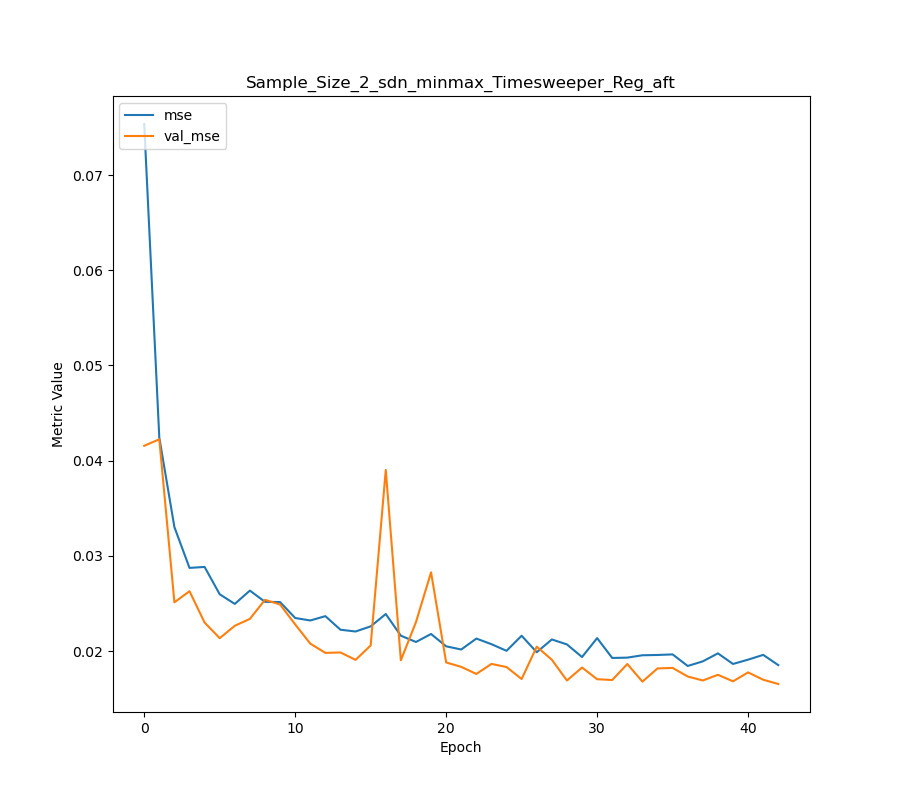 Sample_Size_2_sdn_minmax_Timesweeper_Reg_aft
mse
val_mse
0.07
0.06
0.05
0.04
0.03
0.02
Metric Value
0 10 20 30 40
Epoch